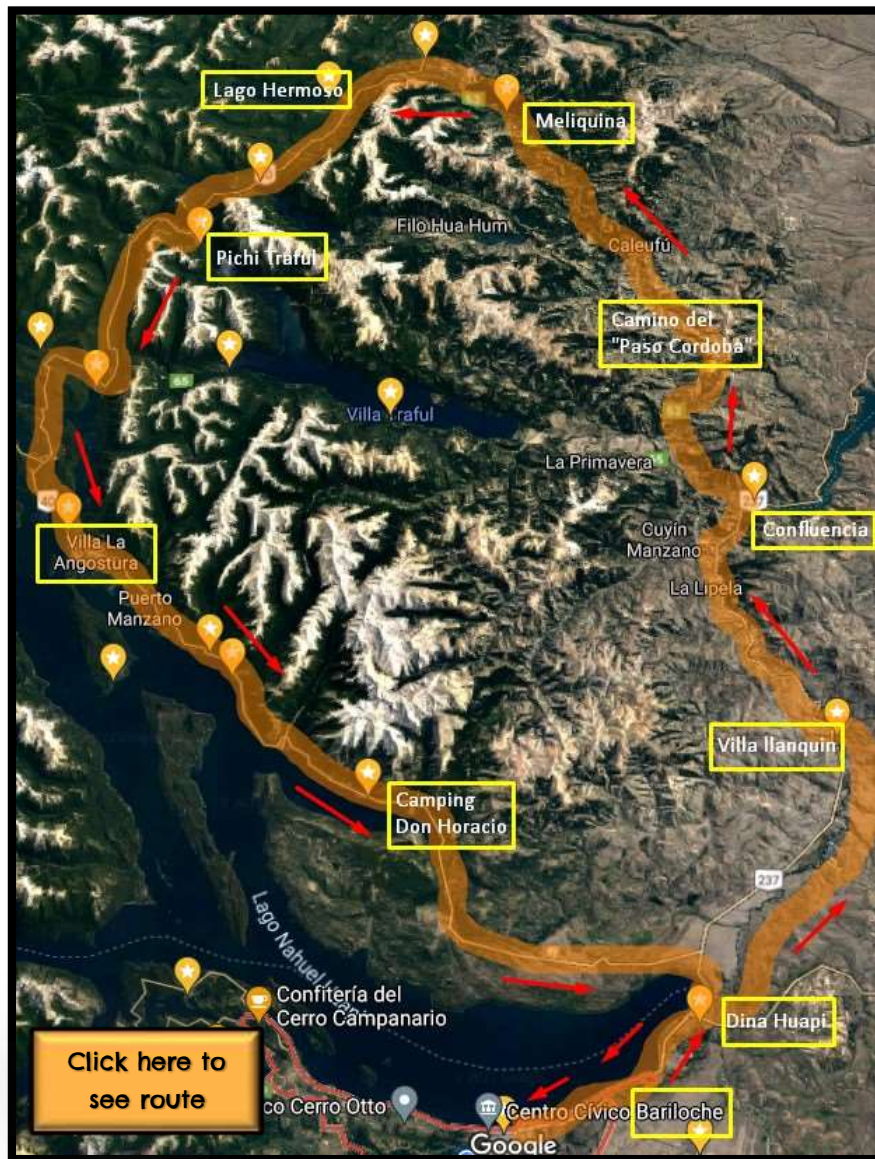 Lago Hermoso
Meliquina
Filo Hua Hum
Caleufú
Pichi Traful
Camino del
"Paso Cordoba"
65
Villa Traful
La Primavera
40
Confluencia
Cuyín
Manzano
Villa La
Angostura
La Lipela
Puerto
Manzano
Villa llanquin
Camping
Don Horacio
237
Lago Nahuel Huapi
Confitería del
Cerro Campanario
Dina Huapi
Click here to
see route
co Cerro Otto
Centro Cívico Bariloche
Google